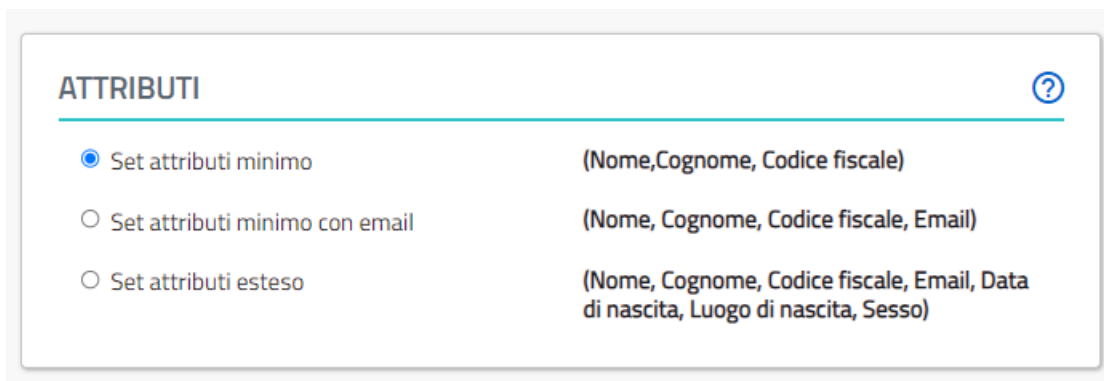 ATTRIBUTI
Set attributi minimo (Nome,Cognome, Codice fiscale)
Set attributi minimo con email (Nome, Cognome, Codice fiscale, Email)
Set attributi esteso (Nome, Cognome, Codice fiscale, Email, Data
di nascita, Luogo di nascita, Sesso)